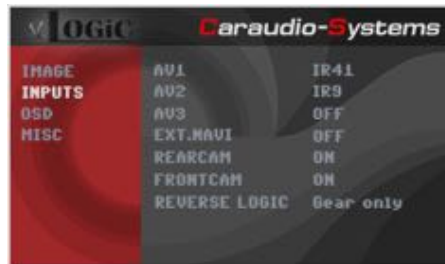 V LOGiC Caraudio-Systems
IMAGE AV1 IR41
INPUTS AV2 IR9
OSD AV3 OFF
MISC EXT.NAVI OFF
REARCAM ON
FRONTCAM ON
REVERSE LOGIC Gear only